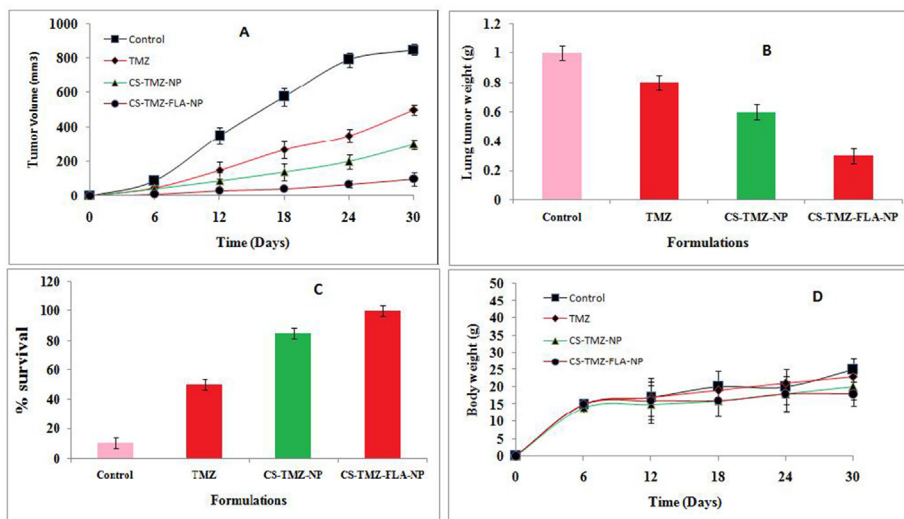 A
Control
TMZ
CS-TMZ-NP
CS-TMZ-FLA-NP
Tumor Volume (mm3)
1000
800
600
400
200
0
0 6 12 18 24 30
Time (Days)
B
Lung tumor weight (g)
1.2
1
0.8
0.6
0.4
0.2
0
Control TMZ CS-TMZ-NP CS-TMZ-FLA-NP
Formulations
C
% survival
120
100
80
60
40
20
0
Control TMZ CS-TMZ-NP CS-TMZ-FLA-NP
Formulations
D
Control
TMZ
CS-TMZ-NP
CS-TMZ-FLA-NP
Body weight (g)
50
45
40
35
30
25
20
15
10
5
0
0 6 12 18 24 30
Time (Days)